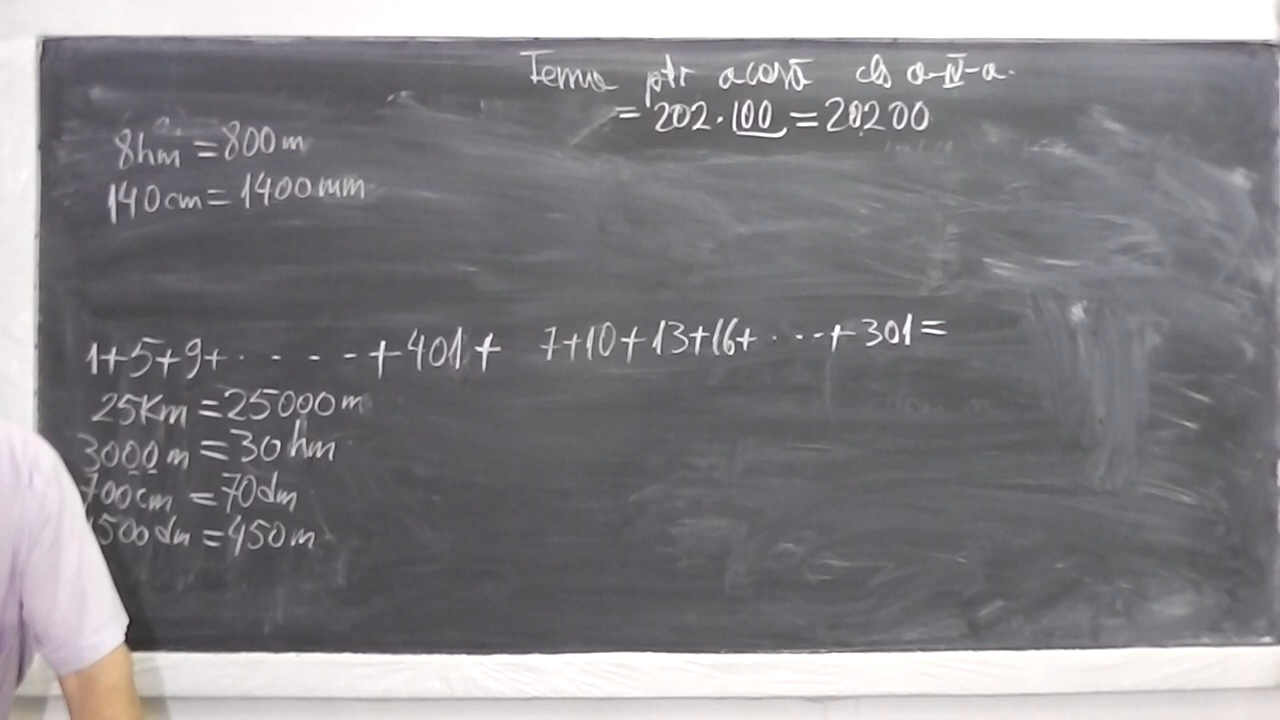 Tema ptr acasă cls a-IV-a.
= 202·100 = 20200
8hm = 800m
140cm = 1400mm
1+5+9+ · · · · · +401+ 7+10+13+16+ · · · · +301=
25Km = 25000m
3000m = 30hm
700cm = 70dm
500dm = 450m